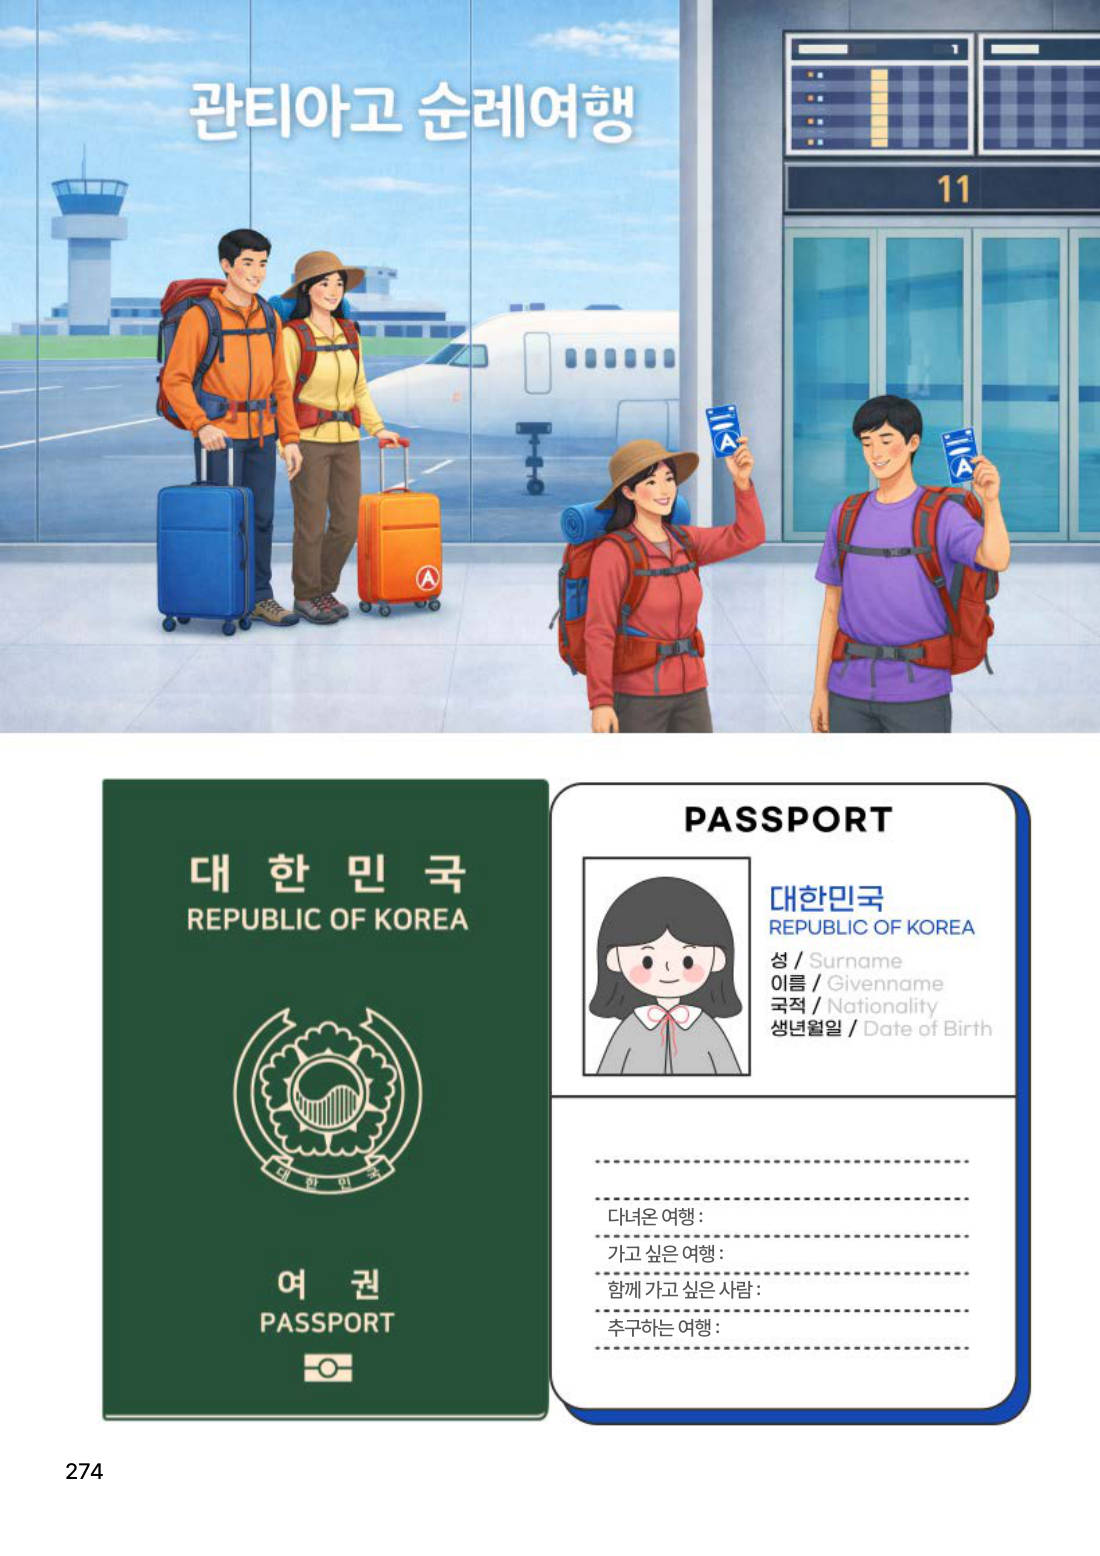 관티아고 순레여행
1
11
A
A
A
대 한 민 국
REPUBLIC OF KOREA
대 한 민 국
여 권
PASSPORT
PASSPORT
대한민국
REPUBLIC OF KOREA
성 / Surname
이름 / Givenname
국적 / Nationality
생년월일 / Date of Birth
다녀온 여행 :
가고 싶은 여행 :
함께 가고 싶은 사람 :
추구하는 여행 :
274